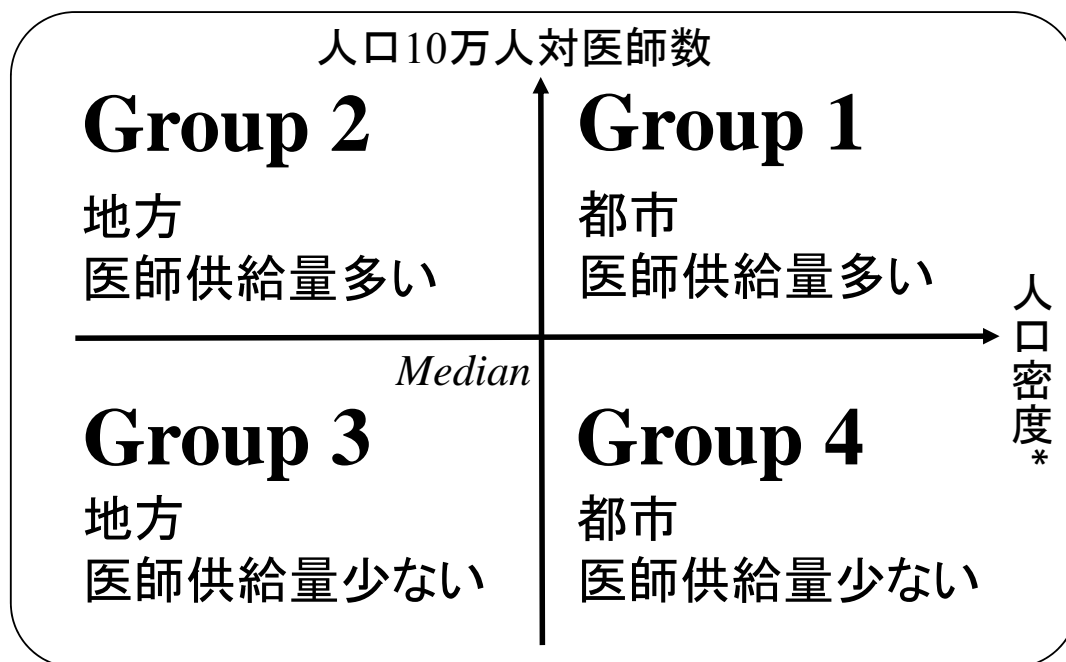 人口10万人対医師数
Group 2
地方
医師供給量多い
Group 1
都市
医師供給量多い
人口密度*
Median
Group 3
地方
医師供給量少ない
Group 4
都市
医師供給量少ない